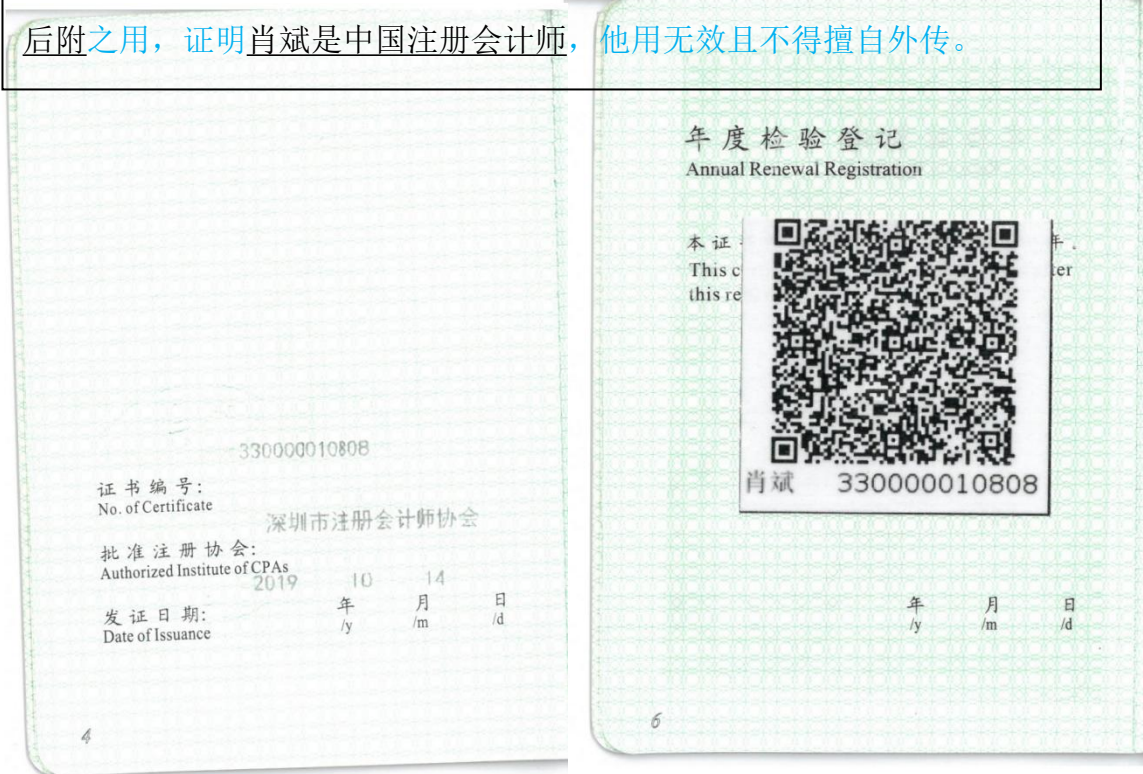 后附之用，证明肖斌是中国注册会计师，他用无效且不得擅自外传。
330000010808
证书编号:
No. of Certificate
深圳市注册会计师协会
批准注册协会:
Authorized Institute of CPAs
2019 10 14
发证日期: 年 月 日
Date of Issuance /y /m /d
4
年度检验登记
Annual Renewal Registration
本证
年.
This c
ter
this re
肖斌 330000010808
年 月 日
/y /m /d
6